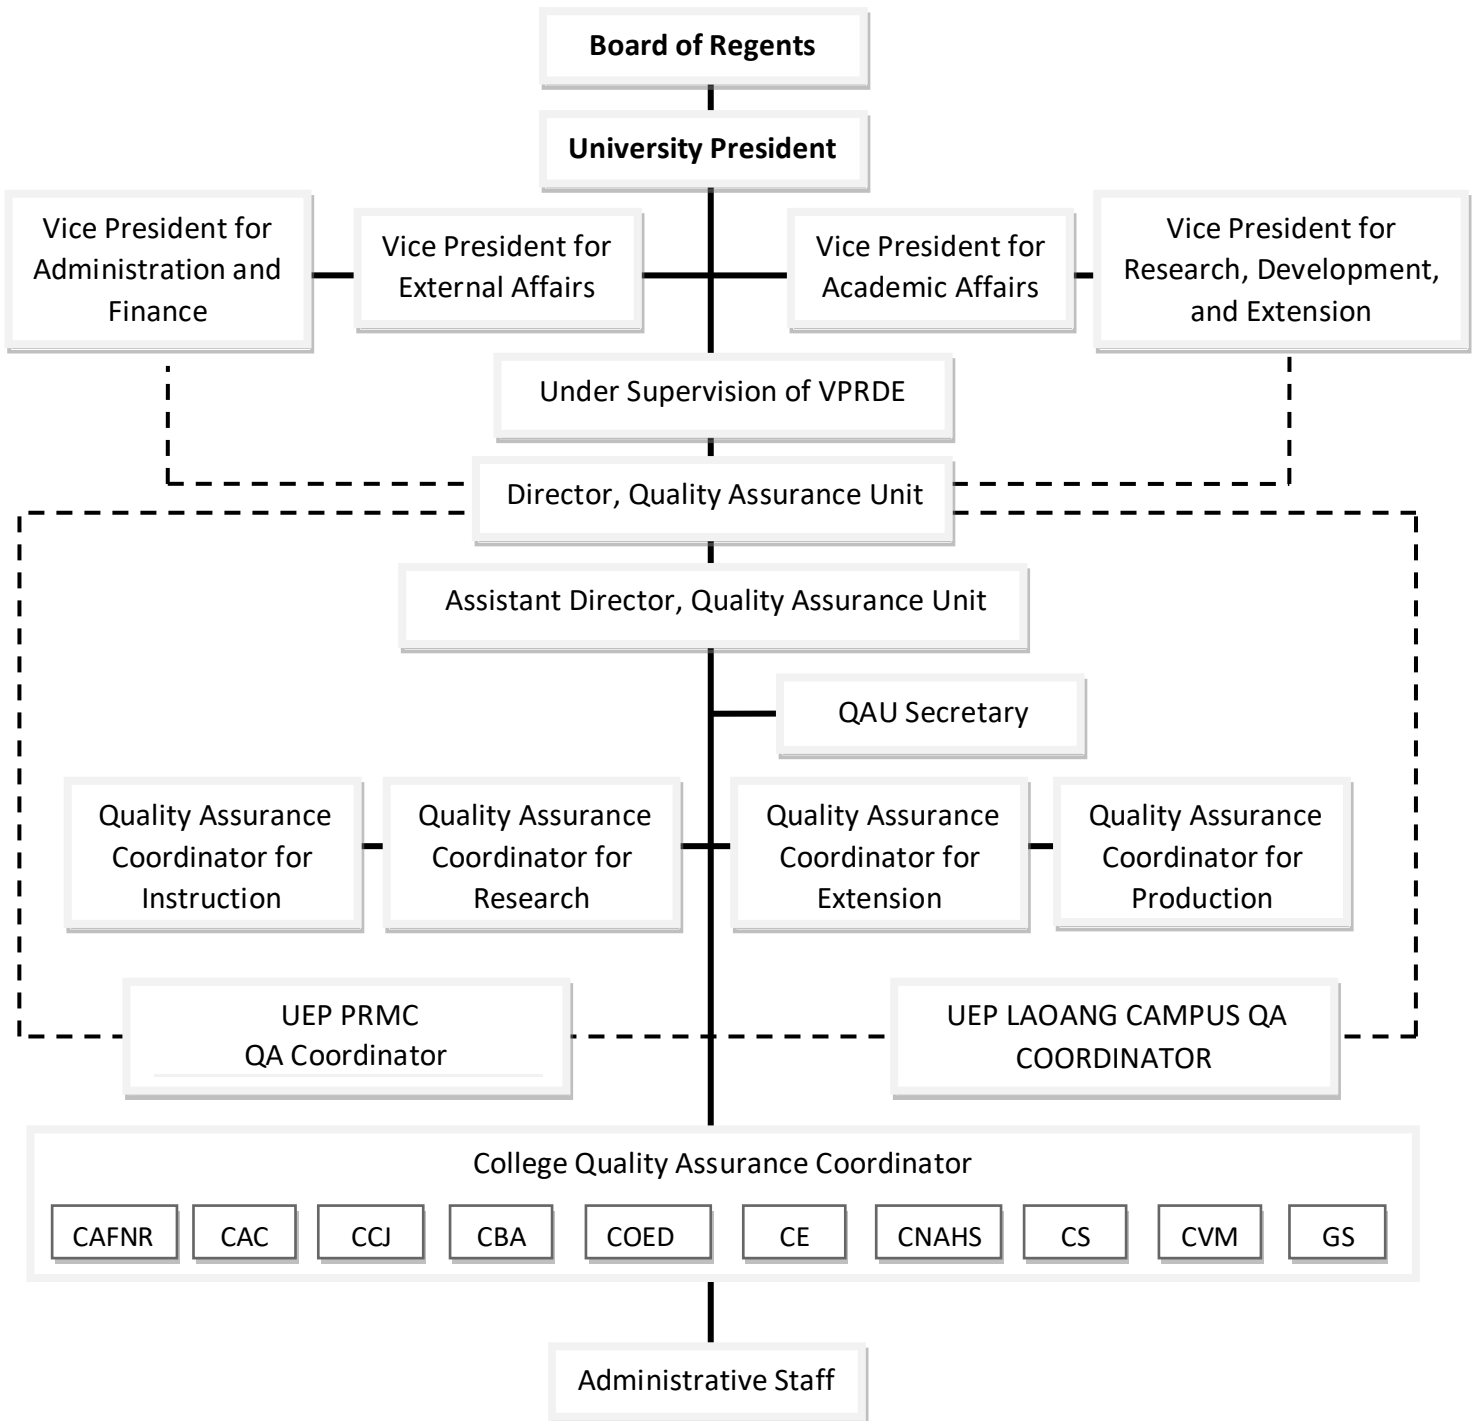 Board of Regents
University President
Vice President for
Administration and
Finance
Vice President for
External Affairs
Vice President for
Academic Affairs
Vice President for
Research, Development,
and Extension
Under Supervision of VPRDE
Director, Quality Assurance Unit
Assistant Director, Quality Assurance Unit
QAU Secretary
Quality Assurance
Coordinator for
Instruction
Quality Assurance
Coordinator for
Research
Quality Assurance
Coordinator for
Extension
Quality Assurance
Coordinator for
Production
UEP PRMC
QA Coordinator
UEP LAOANG CAMPUS QA
COORDINATOR
College Quality Assurance Coordinator
CAFNR
CAC
CCJ
CBA
COED
CE
CNAHS
CS
CVM
GS
Administrative Staff